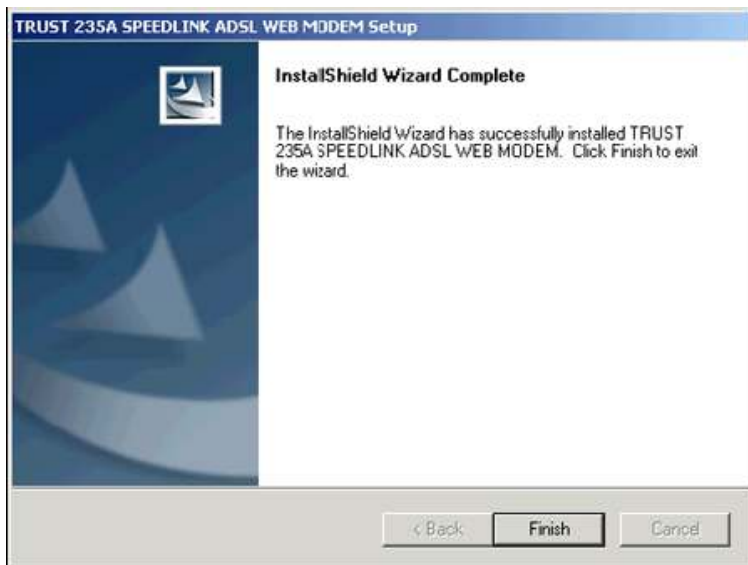 TRUST 235A SPEEDLINK ADSL WEB MODEM Setup
InstallShield Wizard Complete
The InstallShield Wizard has successfully installed TRUST
235A SPEEDLINK ADSL WEB MODEM. Click Finish to exit
the wizard.
< Back Finish Cancel